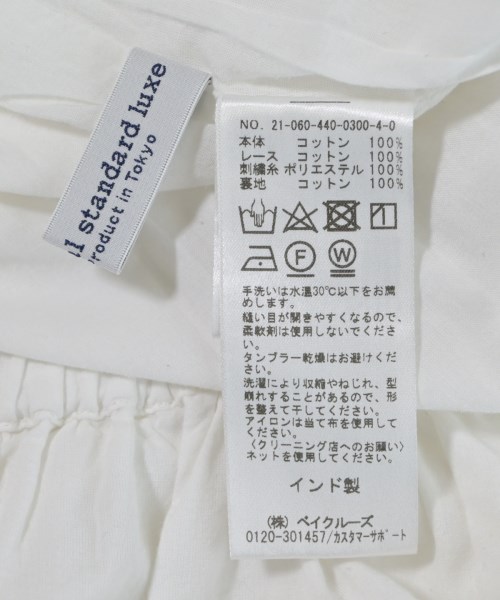 al standard luxe
Product in Tokyo
NO. 21-060-440-0300-4-0
本体 コットン 100%
レース コットン 100%
刺繍糸 ポリエステル 100%
裏地 コットン 100%
F W
手洗いは水温30℃以下をお薦
めします。
縫い目が開きやすくなるので、
柔軟剤は使用しないでくださ
い。
タンブラー乾燥はお避けくださ
い。
洗濯により収縮やねじれ、型
崩れすることがあるので、形
を整えて干してください。
アイロンは当て布を使用して
ください。
〈クリーニング店へのお願い〉
ネットを使用してください。
インド製
(株) ベイクルーズ
0120-301457/カスタマーサポート